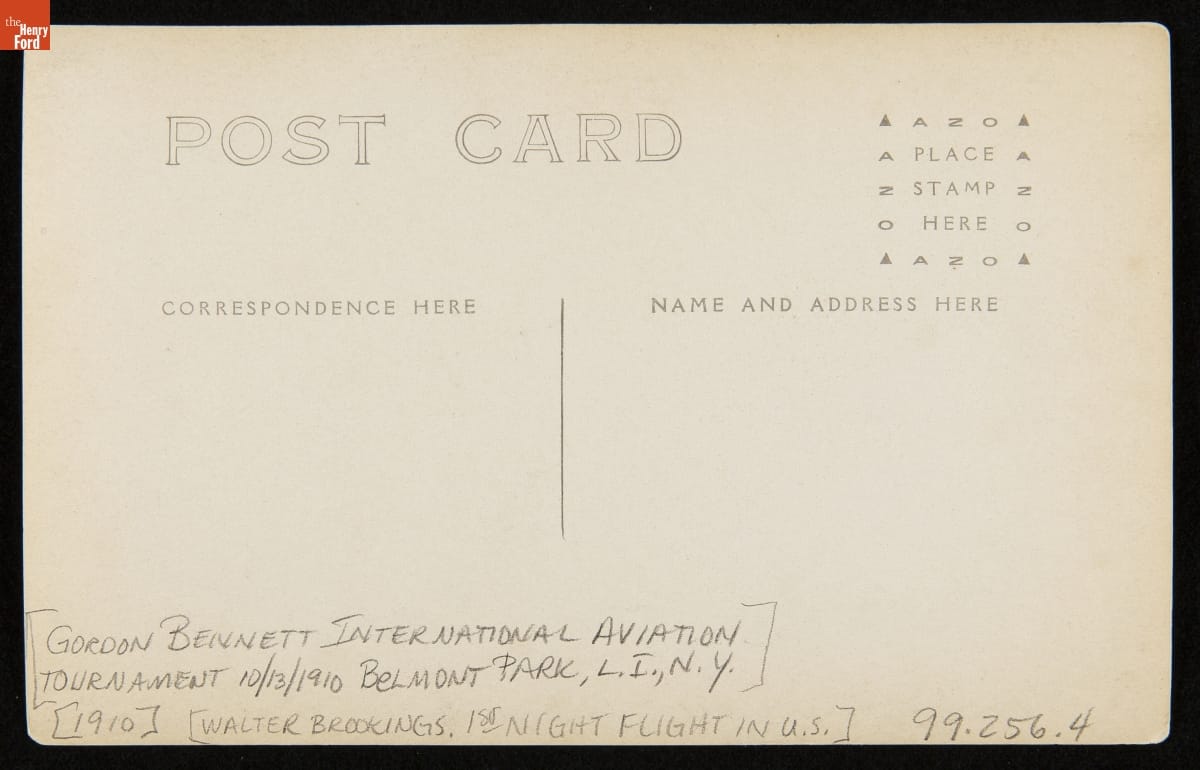 the
Henry
Ford
POST CARD
▲ A Z O ▲
A PLACE A
Z STAMP Z
O HERE O
▲ A Z O ▲
CORRESPONDENCE HERE
NAME AND ADDRESS HERE
[GORDON BENNETT INTERNATIONAL AVIATION
TOURNAMENT 10/13/1910 BELMONT PARK, L.I., N.Y.]
[1910] [WALTER BROOKINGS. 1ST NIGHT FLIGHT IN U.S.] 99.256.4